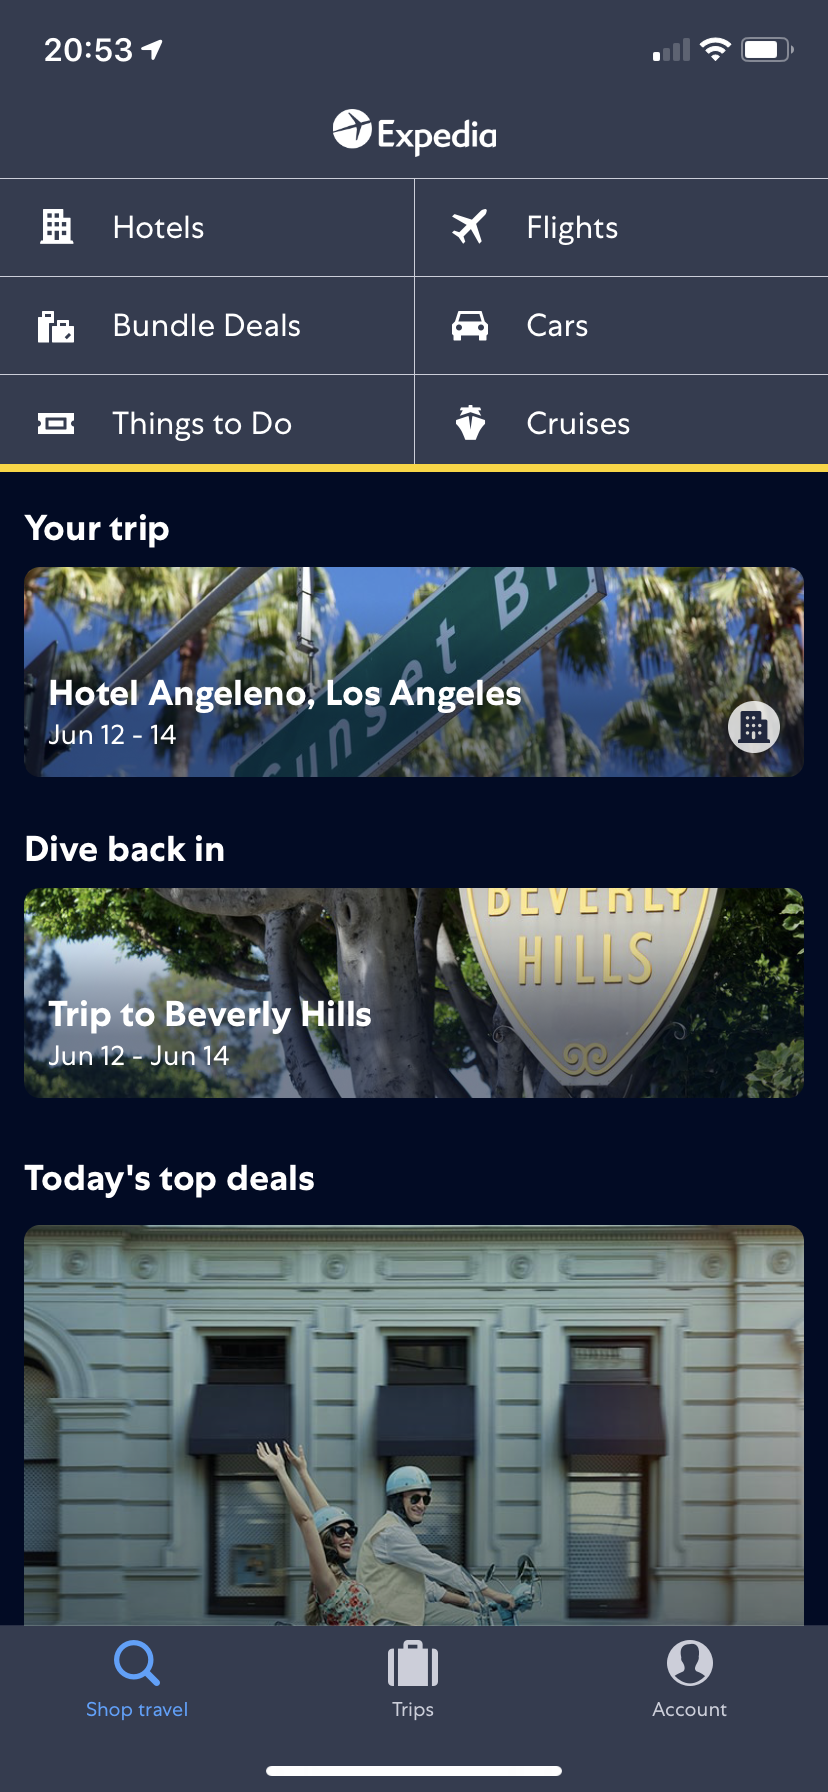 20:53
Expedia
Hotels
Flights
Bundle Deals
Cars
Things to Do
Cruises
Your trip
Sunset Bl
Hotel Angeleno, Los Angeles
Jun 12 - 14
Dive back in
BEVERLY
HILLS
Trip to Beverly Hills
Jun 12 - Jun 14
Today's top deals
Shop travel
Trips
Account